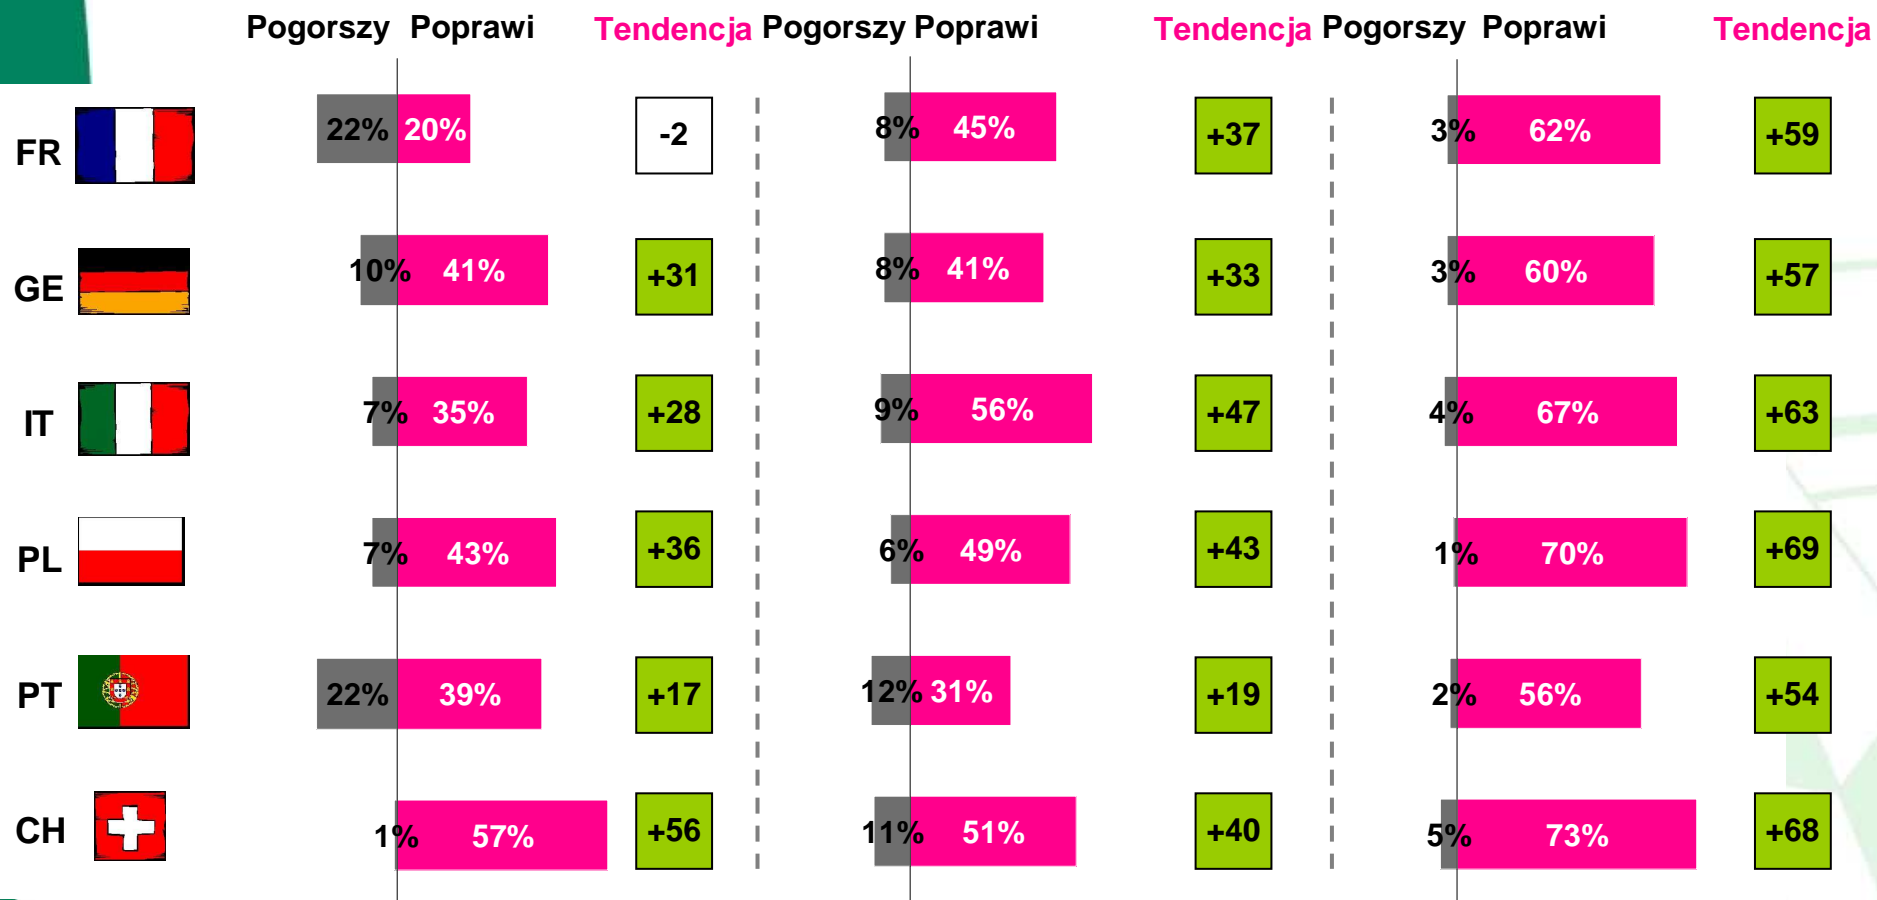 Pogorszy Poprawi Tendencja Pogorszy Poprawi Tendencja Pogorszy Poprawi Tendencja
FR 22% 20% -2 8% 45% +37 3% 62% +59
GE 10% 41% +31 8% 41% +33 3% 60% +57
IT 7% 35% +28 9% 56% +47 4% 67% +63
PL 7% 43% +36 6% 49% +43 1% 70% +69
PT 22% 39% +17 12% 31% +19 2% 56% +54
CH 1% 57% +56 11% 51% +40 5% 73% +68